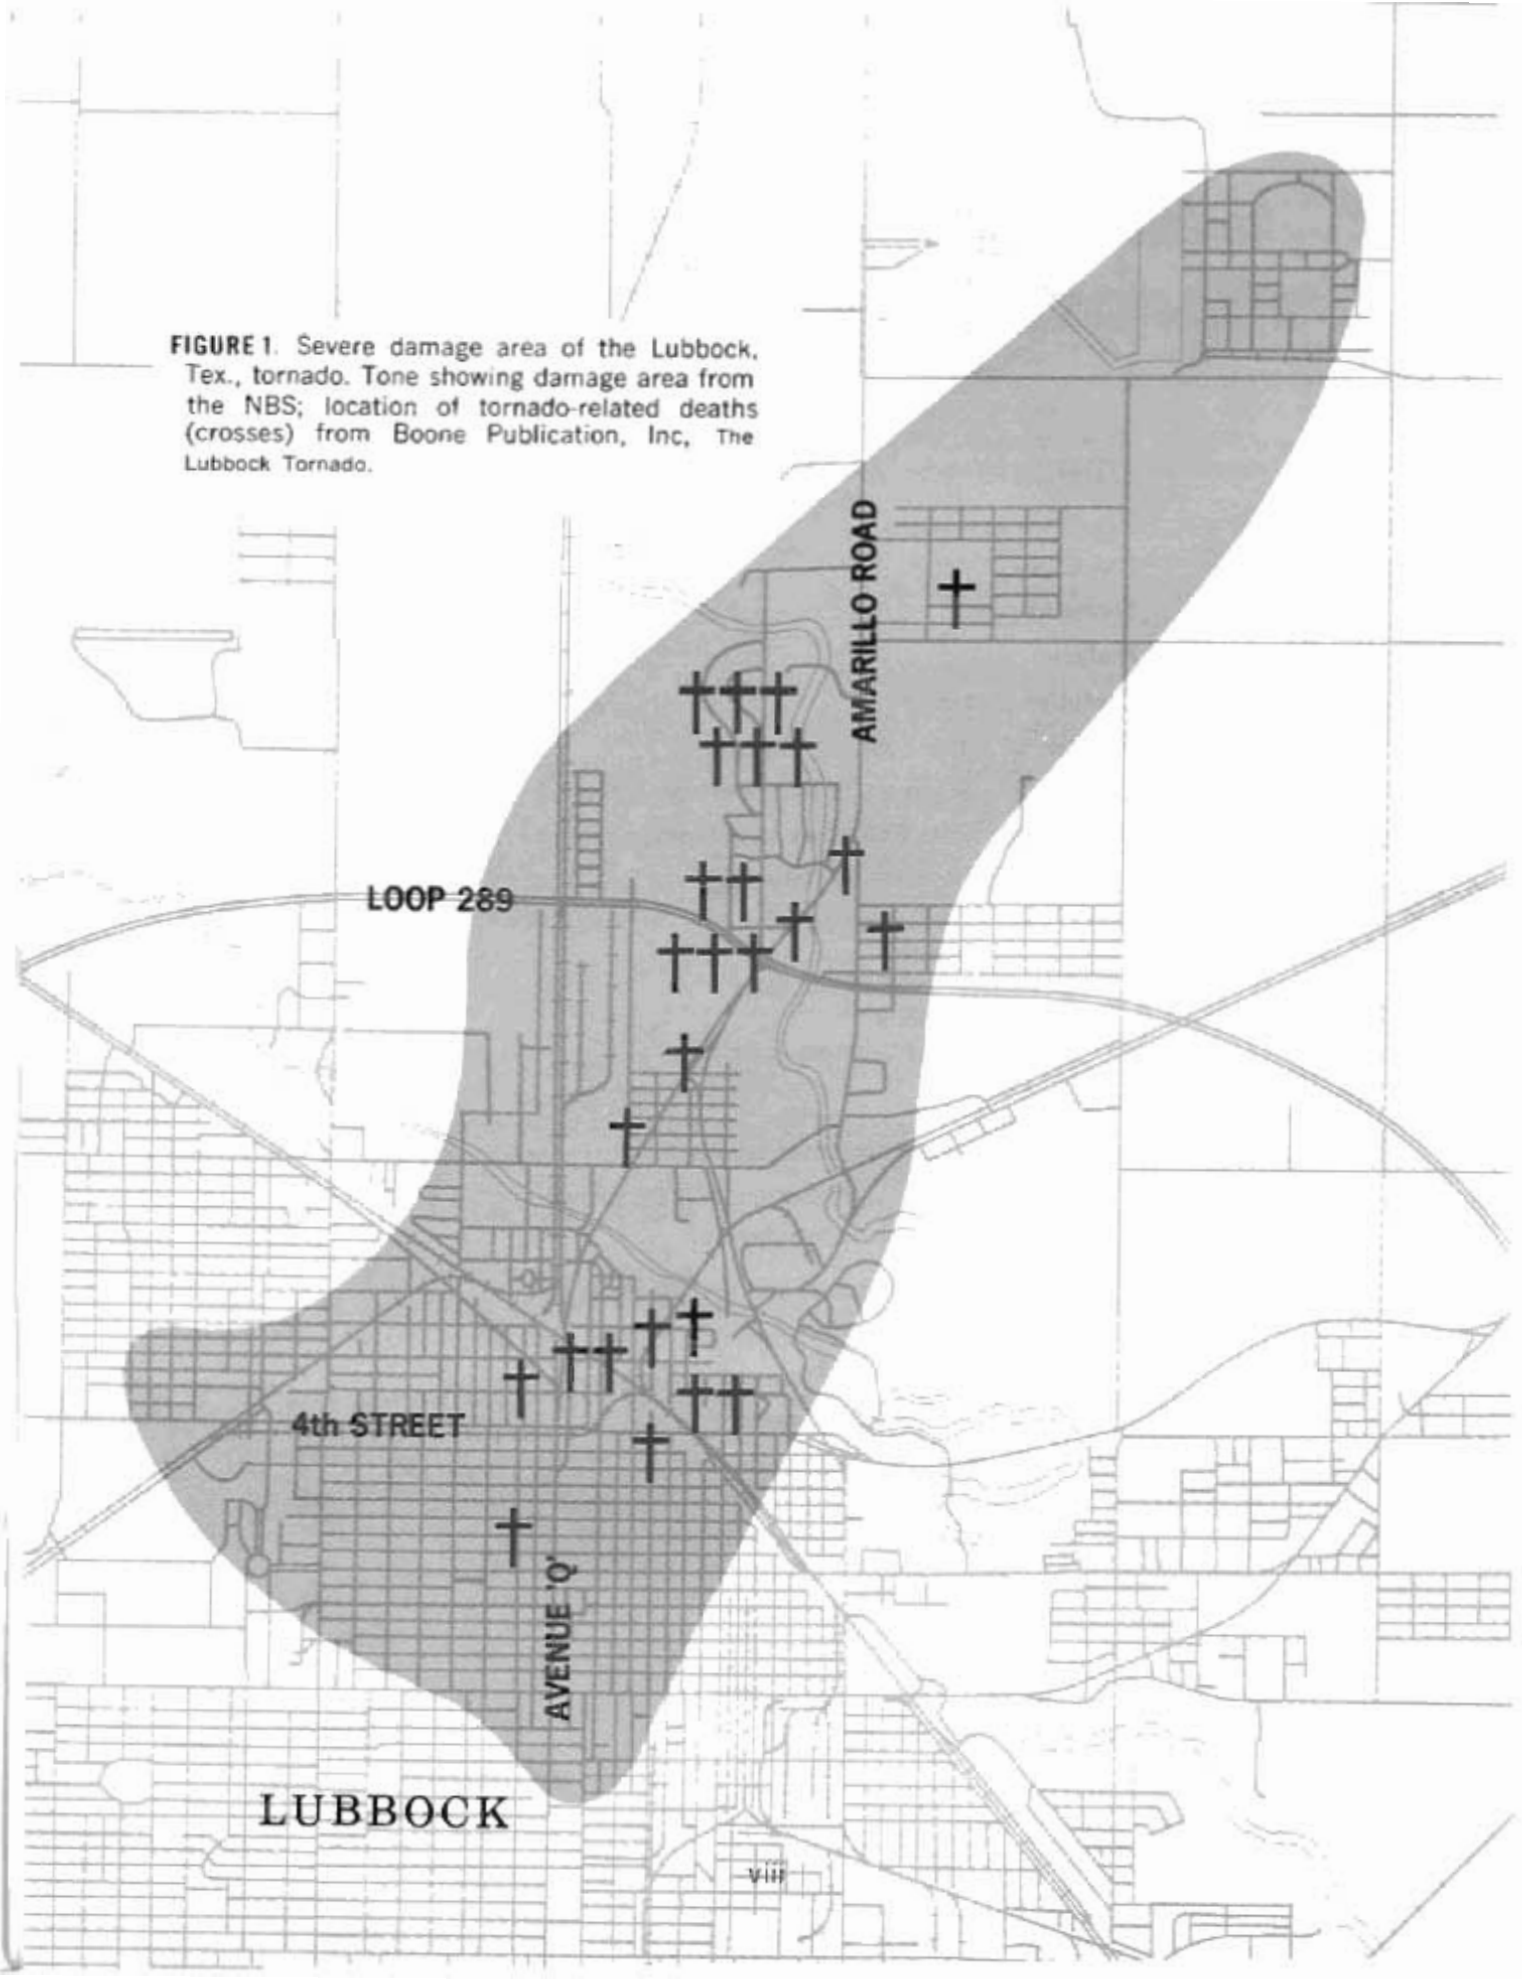 FIGURE 1. Severe damage area of the Lubbock,
Tex., tornado. Tone showing damage area from
the NBS; location of tornado-related deaths
(crosses) from Boone Publication, Inc, The
Lubbock Tornado.
AMARILLO ROAD
LOOP 289
4th STREET
AVENUE 'Q'
LUBBOCK
viii